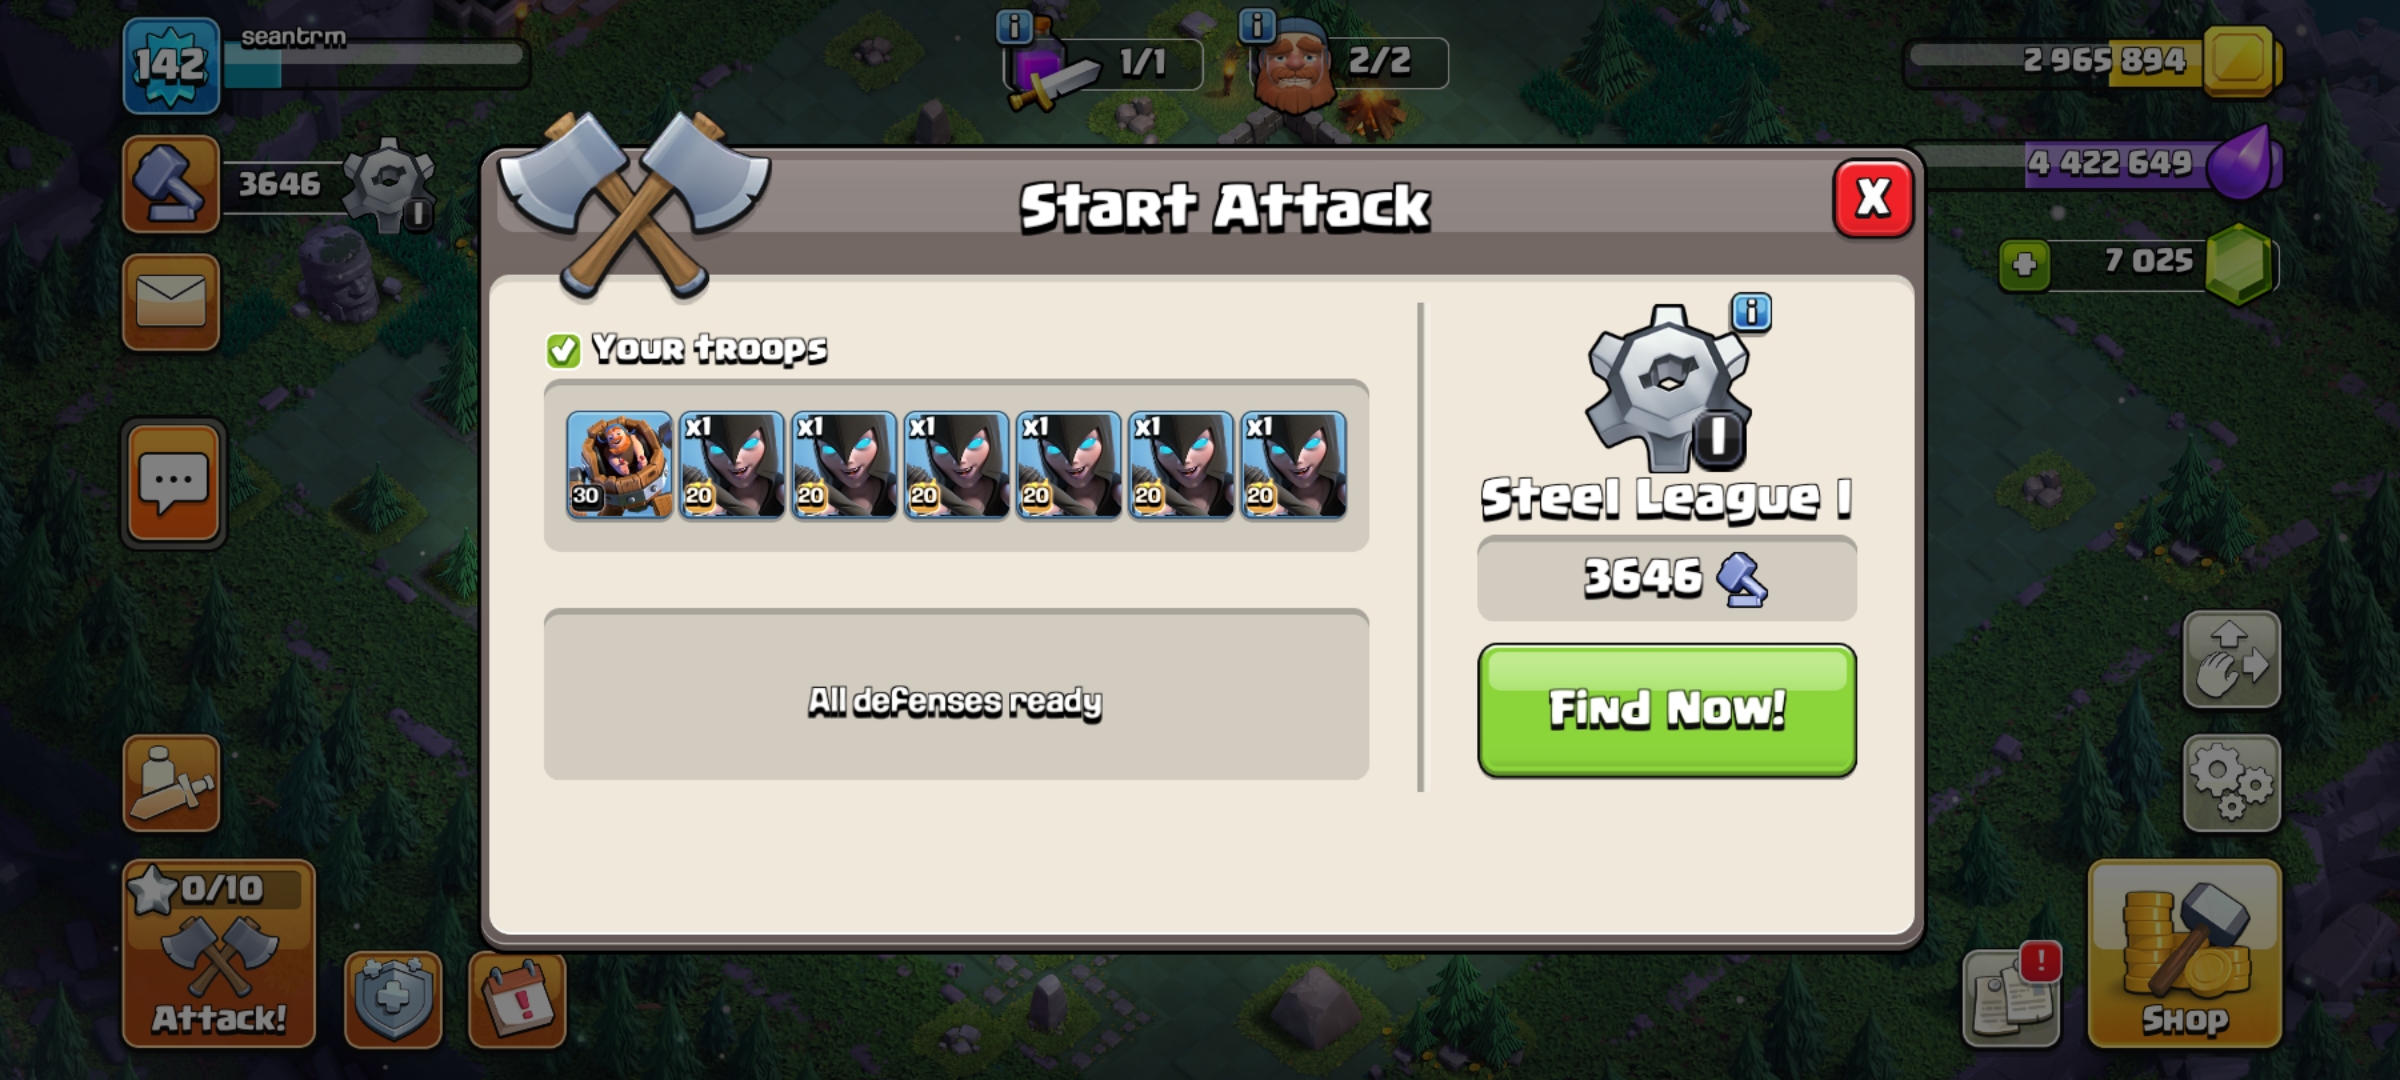 142
seantrm
1/1
2/2
2 965 894
3646
I
4 422 649
7 025
Start Attack
X
Your troops
30
x1
20
x1
20
x1
20
x1
20
x1
20
x1
20
I
Steel League I
3646
Find Now!
All defenses ready
0/10
Attack!
!
Shop